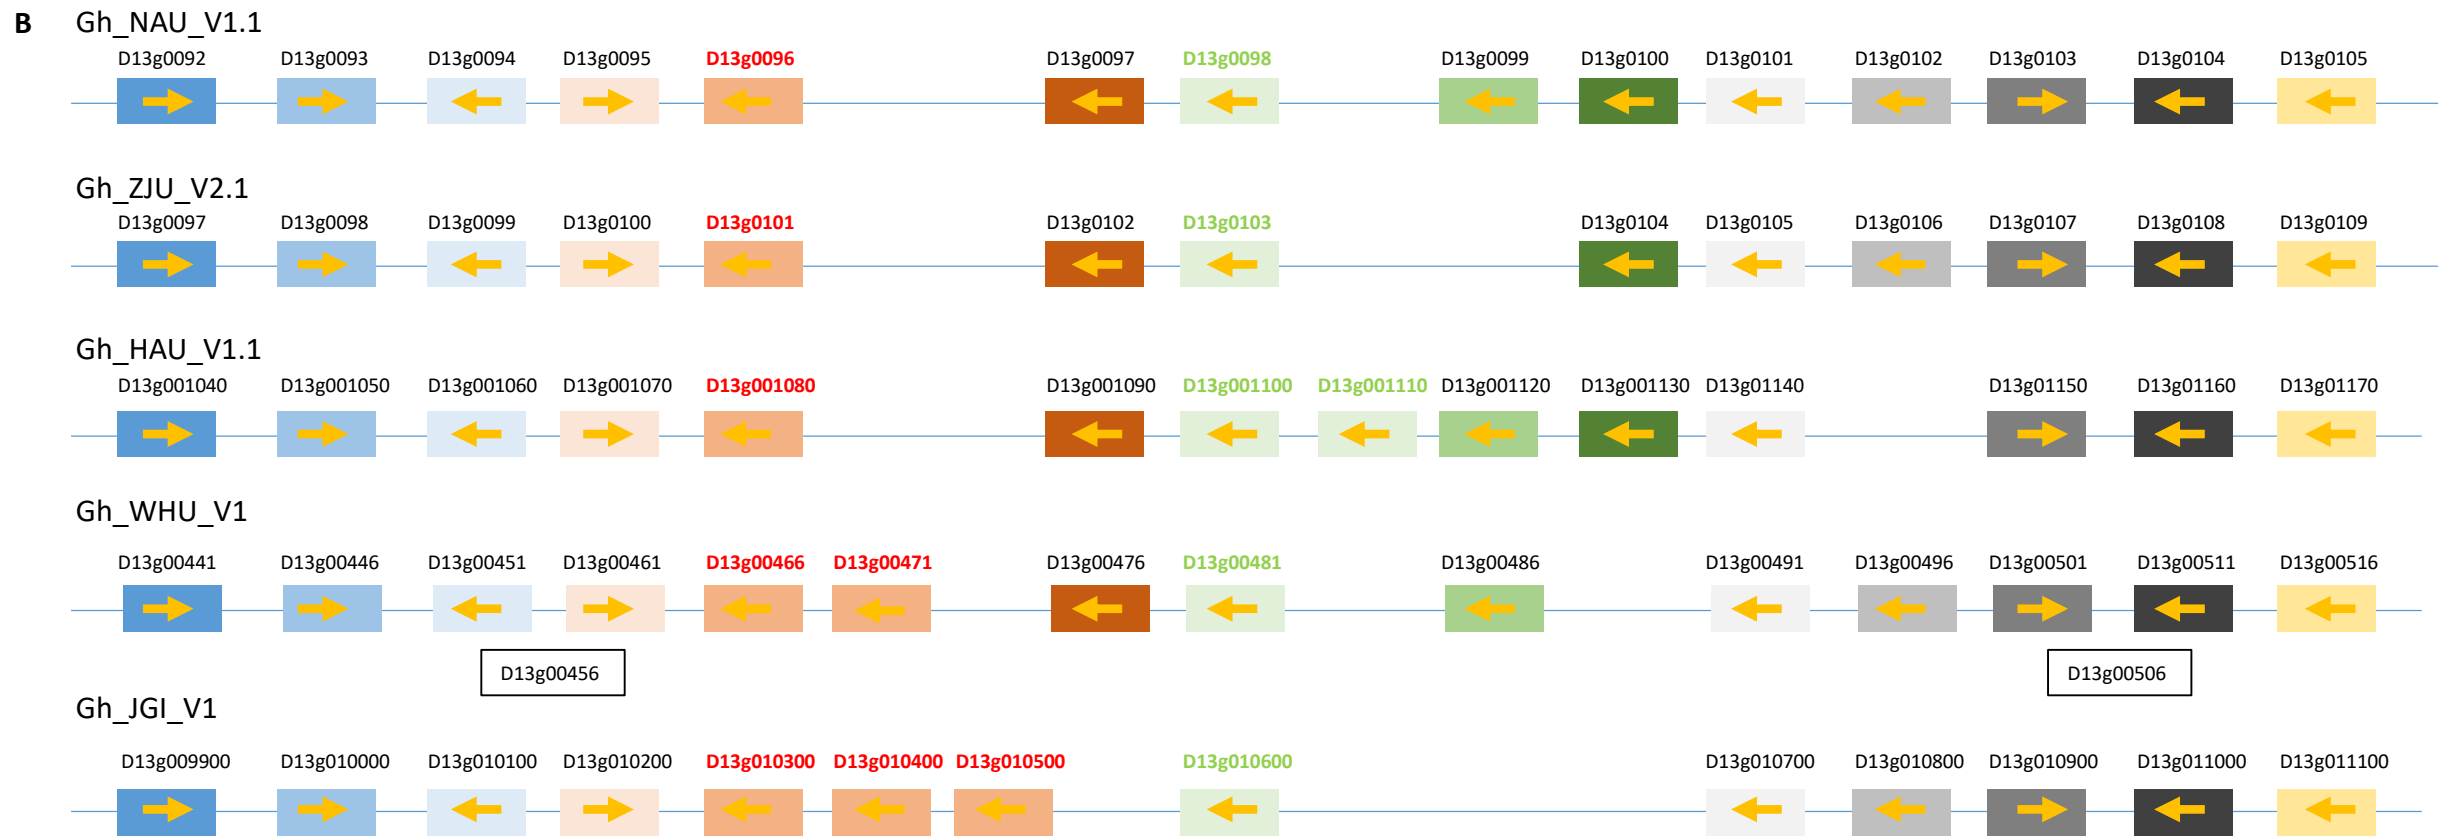 B
Gh_NAU_V1.1
D13g0092 D13g0093 D13g0094 D13g0095 D13g0096 D13g0097 D13g0098 D13g0099 D13g0100 D13g0101 D13g0102 D13g0103 D13g0104 D13g0105
Gh_ZJU_V2.1
D13g0097 D13g0098 D13g0099 D13g0100 D13g0101 D13g0102 D13g0103 D13g0104 D13g0105 D13g0106 D13g0107 D13g0108 D13g0109
Gh_HAU_V1.1
D13g001040 D13g001050 D13g001060 D13g001070 D13g001080 D13g001090 D13g001100 D13g001110 D13g001120 D13g001130 D13g01140 D13g01150 D13g01160 D13g01170
Gh_WHU_V1
D13g00441 D13g00446 D13g00451 D13g00461 D13g00466 D13g00471 D13g00476 D13g00481 D13g00486 D13g00491 D13g00496 D13g00501 D13g00511 D13g00516
D13g00456 D13g00506
Gh_JGI_V1
D13g009900 D13g010000 D13g010100 D13g010200 D13g010300 D13g010400 D13g010500 D13g010600 D13g010700 D13g010800 D13g010900 D13g011000 D13g011100